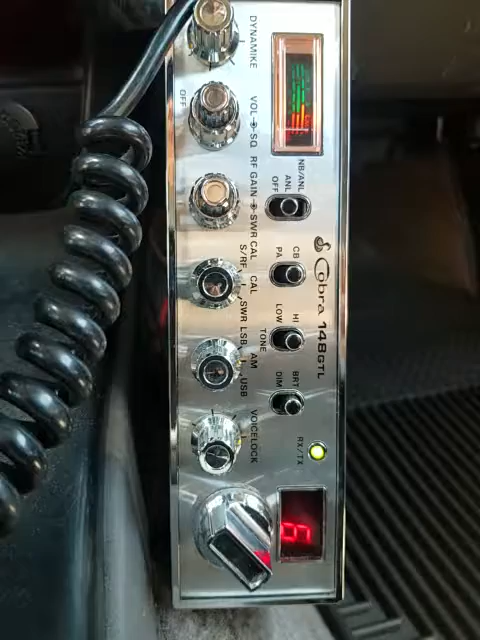 NB/ANL
ANL
OFF
CB
PA
Cobra 148GTL
HI
LOW
TONE
BRT
DIM
RX/TX
9
DYNAMIKE
VOL
SQ
OFF
RF GAIN
SWR CAL
CAL
S/RF
SWR
AM
LSB
USB
VOICELOCK